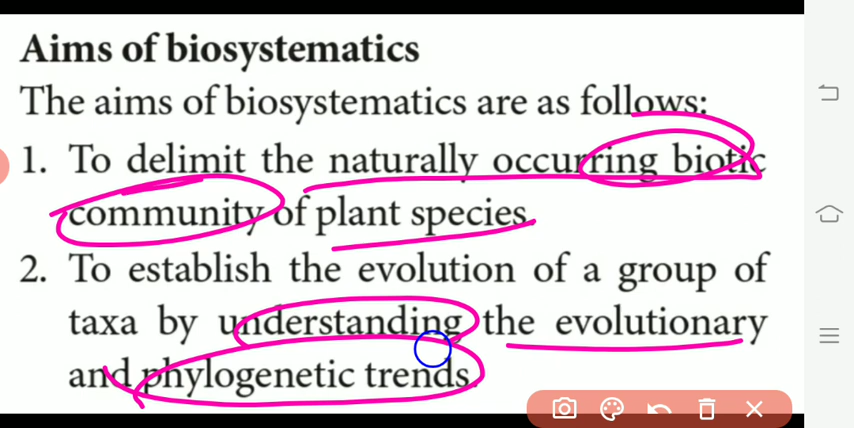 Aims of biosystematics
The aims of biosystematics are as follows:
1. To delimit the naturally occurring biotic
community of plant species.
2. To establish the evolution of a group of
taxa by understanding the evolutionary
and phylogenetic trends.